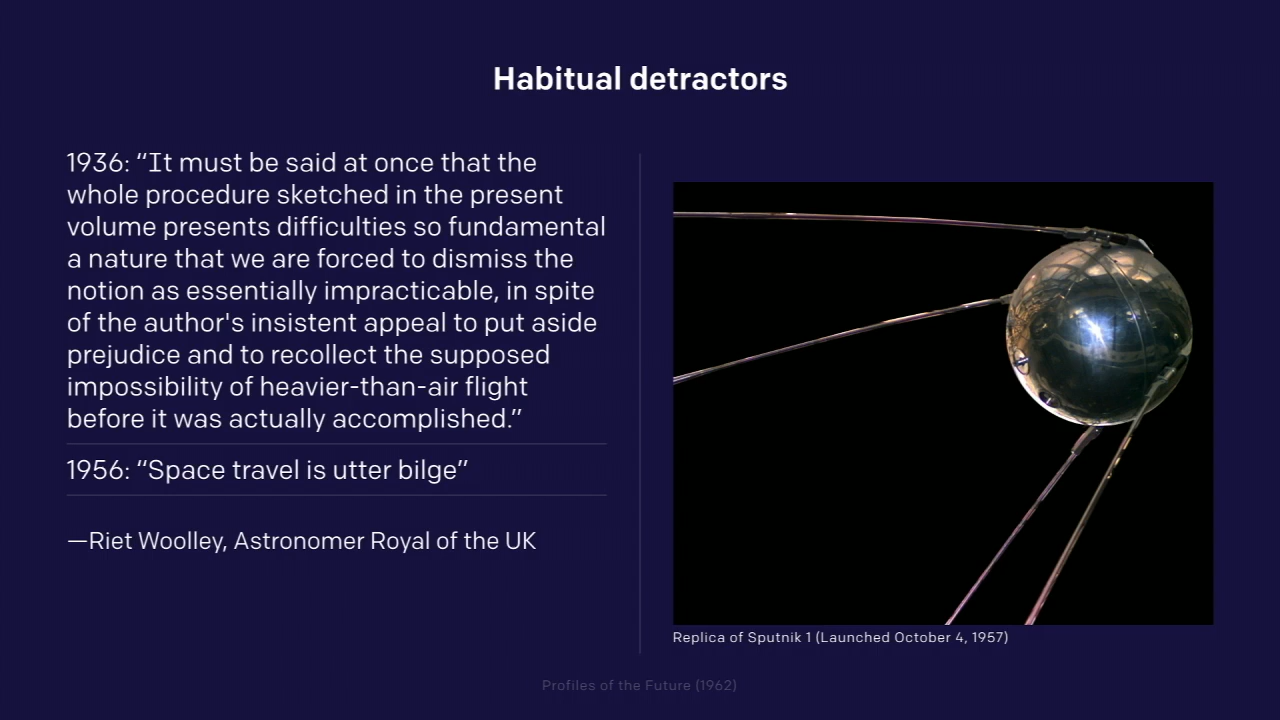 Habitual detractors
1936: “It must be said at once that the
whole procedure sketched in the present
volume presents difficulties so fundamental
a nature that we are forced to dismiss the
notion as essentially impracticable, in spite
of the author's insistent appeal to put aside
prejudice and to recollect the supposed
impossibility of heavier-than-air flight
before it was actually accomplished.”
1956: “Space travel is utter bilge”
—Riet Woolley, Astronomer Royal of the UK
Replica of Sputnik 1 (Launched October 4, 1957)
Profiles of the Future (1962)